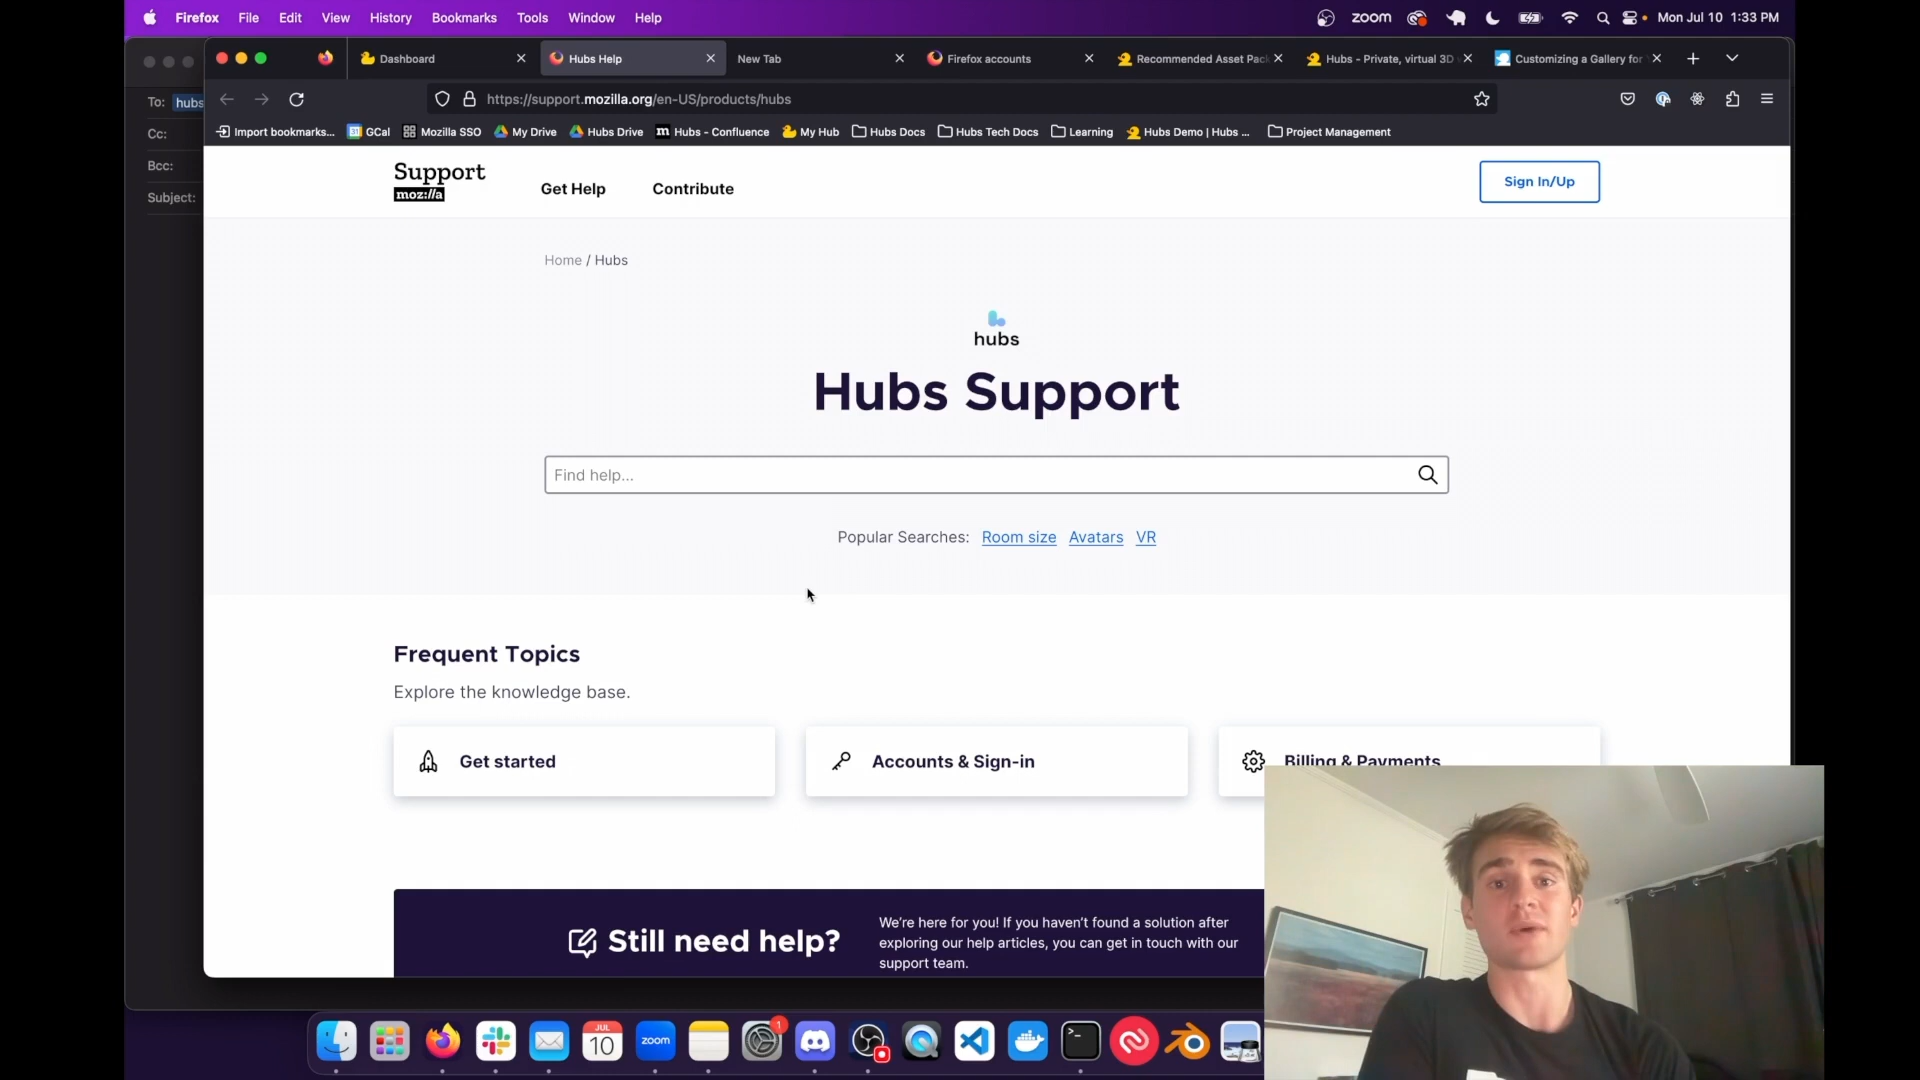 Firefox File Edit View History Bookmarks Tools Window Help
zoom
Mon Jul 10 1:33 PM
Dashboard
Hubs Help
New Tab
Firefox accounts
Recommended Asset Pack
Hubs - Private, virtual 3D
Customizing a Gallery for
https://support.mozilla.org/en-US/products/hubs
Import bookmarks...
GCal
Mozilla SSO
My Drive
Hubs Drive
m Hubs - Confluence
My Hub
Hubs Docs
Hubs Tech Docs
Learning
Hubs Demo | Hubs ...
Project Management
To: hubs
Cc:
Bcc:
Subject:
Support
moz://a
Get Help
Contribute
Sign In/Up
Home / Hubs
hubs
Hubs Support
Find help...
Popular Searches: Room size Avatars VR
Frequent Topics
Explore the knowledge base.
Get started
Accounts & Sign-in
Billing & Payments
Still need help?
We're here for you! If you haven't found a solution after
exploring our help articles, you can get in touch with our
support team.
JUL
10
zoom
1